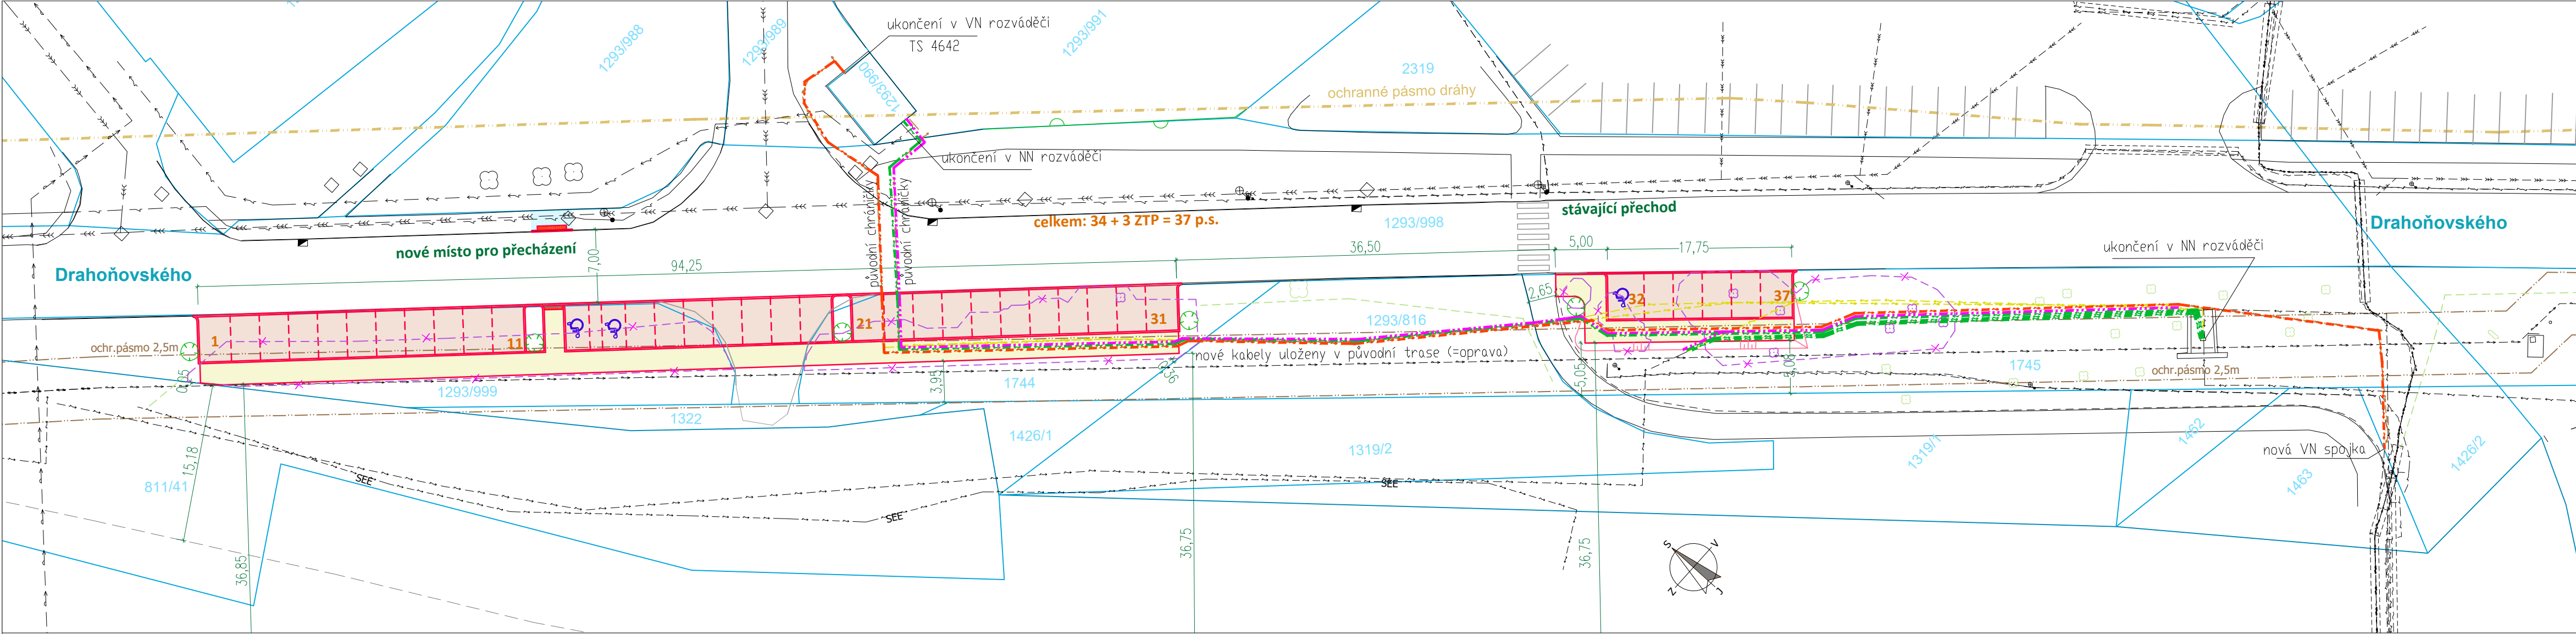 ukončení v VN rozváděči
TS 4642
1293/988
1293/989
1293/991
1293/990
2319
ochranné pásmo dráhy
ukončení v NN rozváděči
původní chráničky
původní chráničky
celkem: 34 + 3 ZTP = 37 p.s.
1293/998
stávající přechod
Drahoňovského
nové místo pro přecházení
Drahoňovského
94,25
7,00
36,50
5,00
17,75
ukončení v NN rozváděči
2,65
1
11
21
31
32
37
1293/816
ochr.pásmo 2,5m
nové kabely uloženy v původní trase (=oprava)
1745
ochr.pásmo 2,5m
1293/999
3,95
1744
5,05
5,08
1322
1426/1
1319/2
1319/1
1462
nová VN spojka
1463
1426/2
15,18
811/41
SEE
SEE
SEE
36,85
36,75
36,75
S
V
Z
J